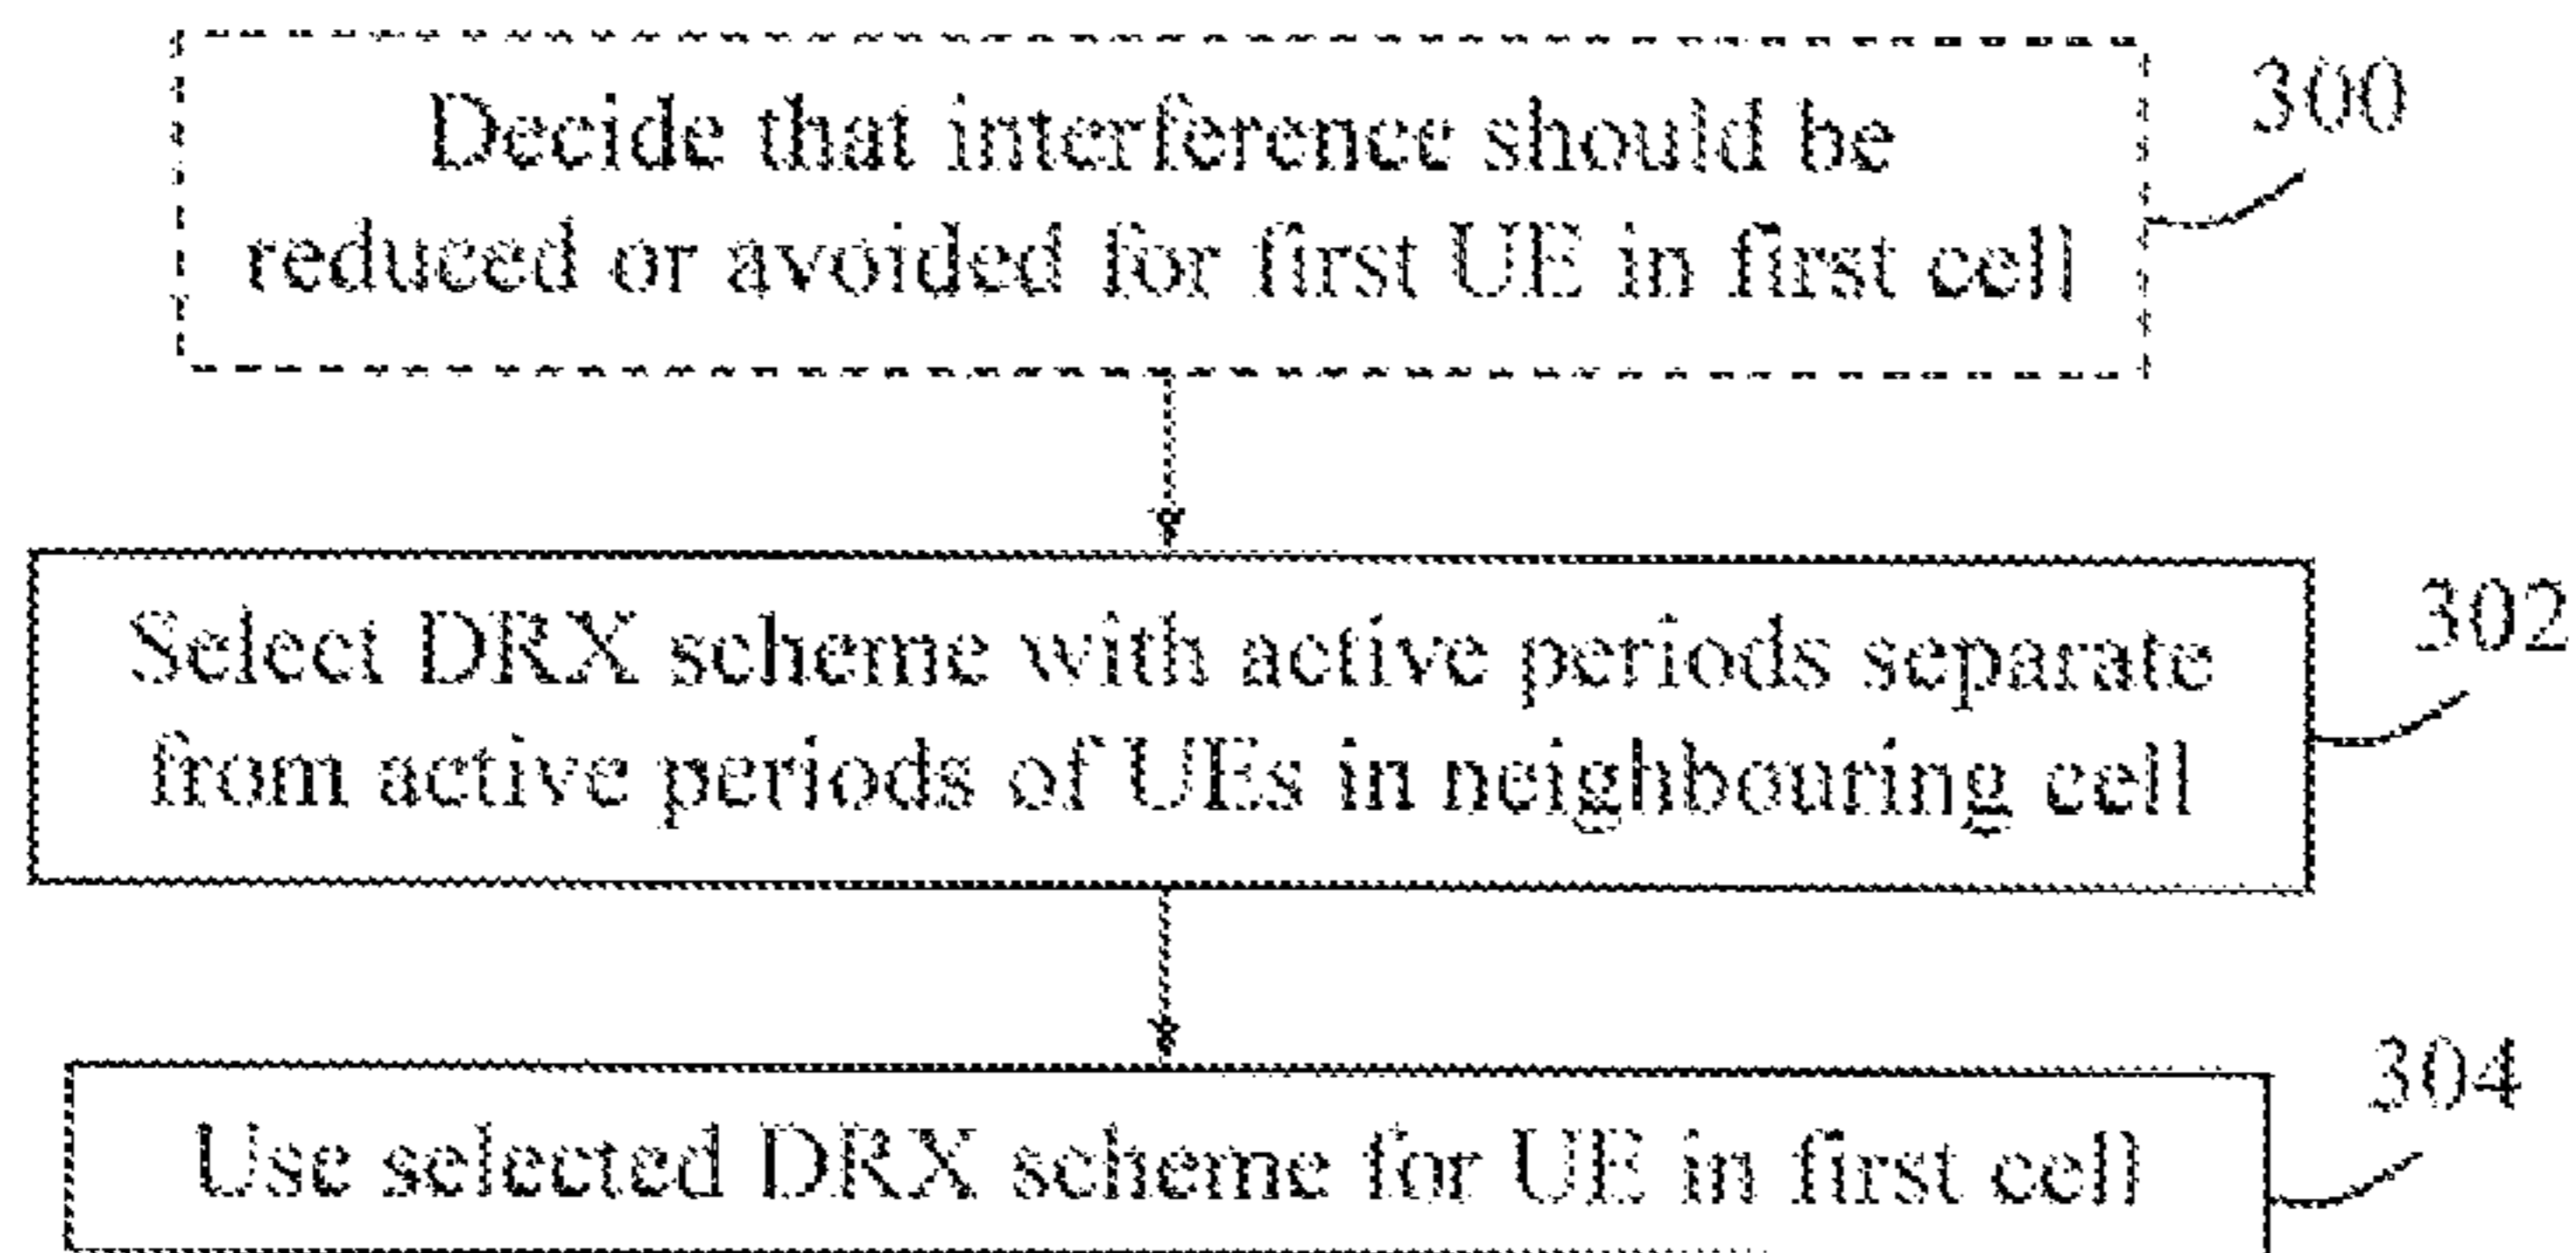 Decide that interference should be
reduced or avoided for first UE in first cell
300
Select DRX scheme with active periods separate
from active periods of UEs in neighbouring cell
302
Use selected DRX scheme for UE in first cell
304